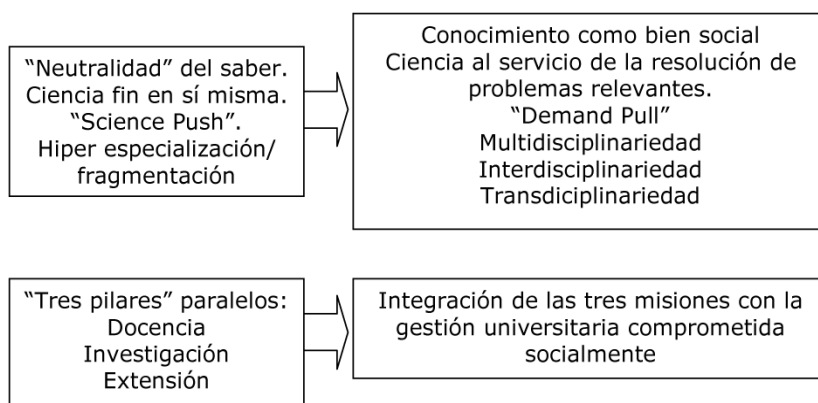 “Neutralidad” del saber.
Ciencia fin en sí misma.
“Science Push”.
Hiper especialización/
fragmentación
Conocimiento como bien social
Ciencia al servicio de la resolución de
problemas relevantes.
“Demand Pull”
Multidisciplinariedad
Interdisciplinariedad
Transdiciplinariedad
“Tres pilares” paralelos:
Docencia
Investigación
Extensión
Integración de las tres misiones con la
gestión universitaria comprometida
socialmente